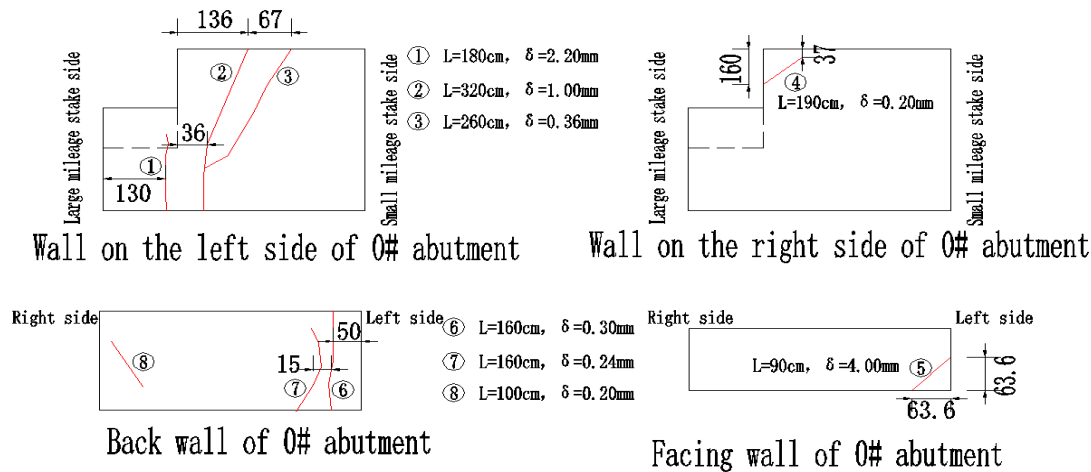 136
67
① L=180cm, δ=2.20mm
② L=320cm, δ=1.00mm
③ L=260cm, δ=0.36mm
②
③
36
①
130
Large mileage stake side
Small mileage stake side
Wall on the left side of 0# abutment
160
37
④
L=190cm, δ=0.20mm
Large mileage stake side
Small mileage stake side
Wall on the right side of 0# abutment
Right side
Left side
50
15
⑧
⑦
⑥
⑥ L=160cm, δ=0.30mm
⑦ L=160cm, δ=0.24mm
⑧ L=100cm, δ=0.20mm
Back wall of 0# abutment
Right side
Left side
L=90cm, δ=4.00mm
⑤
63.6
63.6
Facing wall of 0# abutment